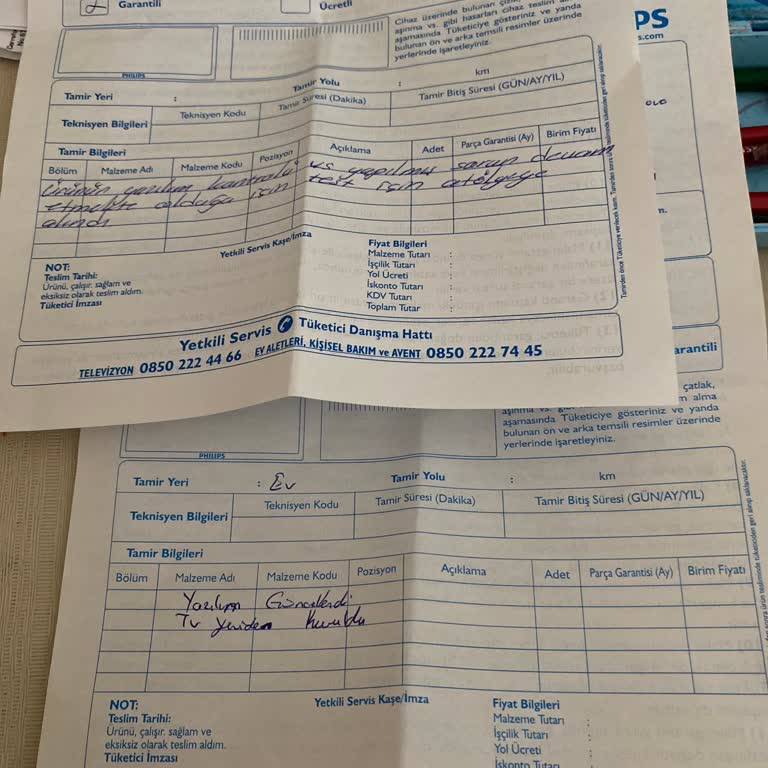 Garantili
Ücretli
Cihaz üzerinde bulunan
aşınma vs. gibi hasarları cihaz teslim
aşamasında Tüketiciye gösteriniz ve yanda
bulunan ön ve arka temsili resimler üzerinde
yerlerinde işaretleyiniz.
PHILIPS
Tamir Yeri :
Tamir Yolu : km
Teknisyen Bilgileri
Teknisyen Kodu
Tamir Süresi (Dakika)
Tamir Bitiş Süresi (GÜN/AY/YIL)
Tamir Bilgileri
Bölüm Malzeme Adı Malzeme Kodu Pozisyon Açıklama Adet Parça Garantisi (Ay) Birim Fiyatı
Ürünün yazılım kontrolü vs yapılmış sorun devam
etmekte olduğu için test için atölyeye
alındı
Yetkili Servis Kaşe/İmza
NOT:
Teslim Tarihi:
Ürünü, çalışır. sağlam ve
eksiksiz olarak teslim aldım.
Tüketici İmzası
Fiyat Bilgileri
Malzeme Tutarı :
İşçilik Tutarı :
Yol Ücreti :
İskonto Tutarı :
KDV Tutarı :
Toplam Tutar :
Yetkili Servis Tüketici Danışma Hattı
TELEVİZYON 0850 222 44 66 EV ALETLERİ, KİŞİSEL BAKIM ve AVENT 0850 222 74 45
PS
s.com
arantili
çatlak,
alma
aşınma vs.
aşamasında Tüketiciye gösteriniz ve yanda
bulunan ön ve arka temsili resimler üzerinde
yerlerinde işaretleyiniz.
PHILIPS
Tamir Yeri : Ev
Tamir Yolu : km
Teknisyen Bilgileri
Teknisyen Kodu
Tamir Süresi (Dakika)
Tamir Bitiş Süresi (GÜN/AY/YIL)
Tamir Bilgileri
Bölüm Malzeme Adı Malzeme Kodu Pozisyon Açıklama Adet Parça Garantisi (Ay) Birim Fiyatı
Yazılım Güncellendi
Tv yeniden Kuruldu
NOT:
Teslim Tarihi:
Ürünü, çalışır. sağlam ve
eksiksiz olarak teslim aldım.
Tüketici İmzası
Yetkili Servis Kaşe/İmza
Fiyat Bilgileri
Malzeme Tutarı :
İşçilik Tutarı :
Yol Ücreti :
İskonto Tutarı